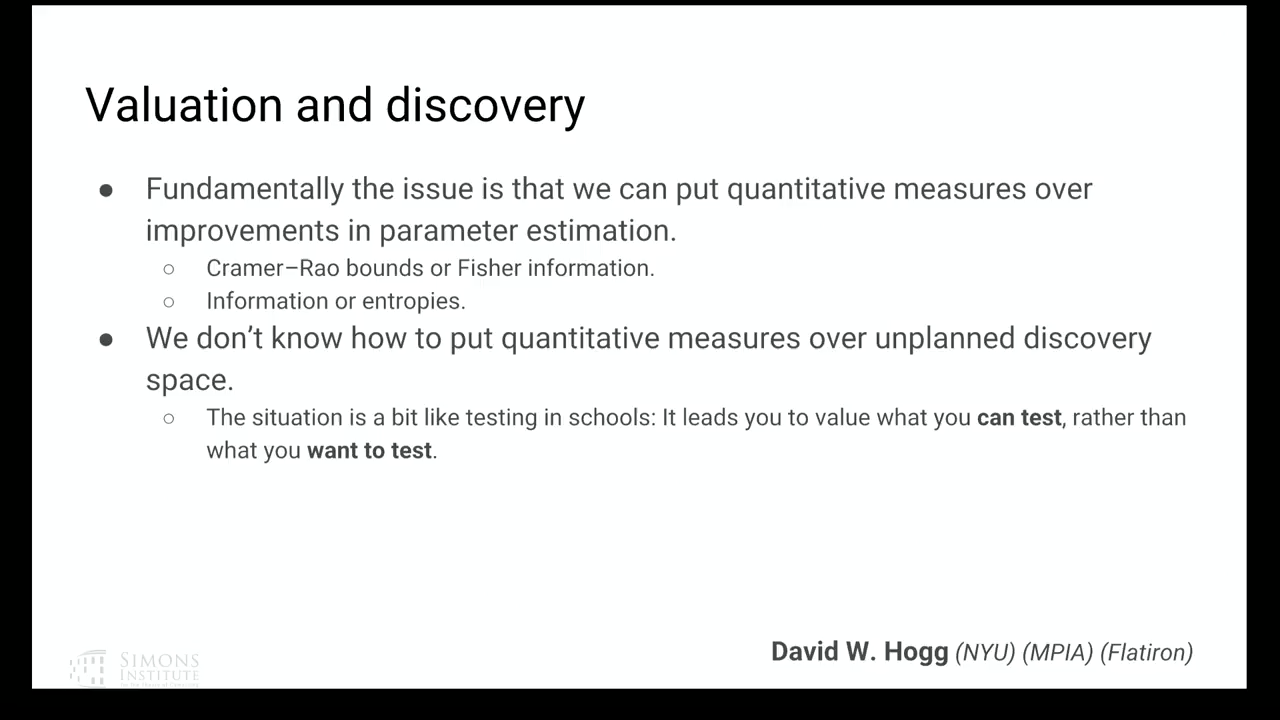 Valuation and discovery
● Fundamentally the issue is that we can put quantitative measures over
improvements in parameter estimation.
○ Cramer–Rao bounds or Fisher information.
○ Information or entropies.
● We don't know how to put quantitative measures over unplanned discovery
space.
○ The situation is a bit like testing in schools: It leads you to value what you can test, rather than
what you want to test.
David W. Hogg (NYU) (MPIA) (Flatiron)
SIMONS
INSTITUTE